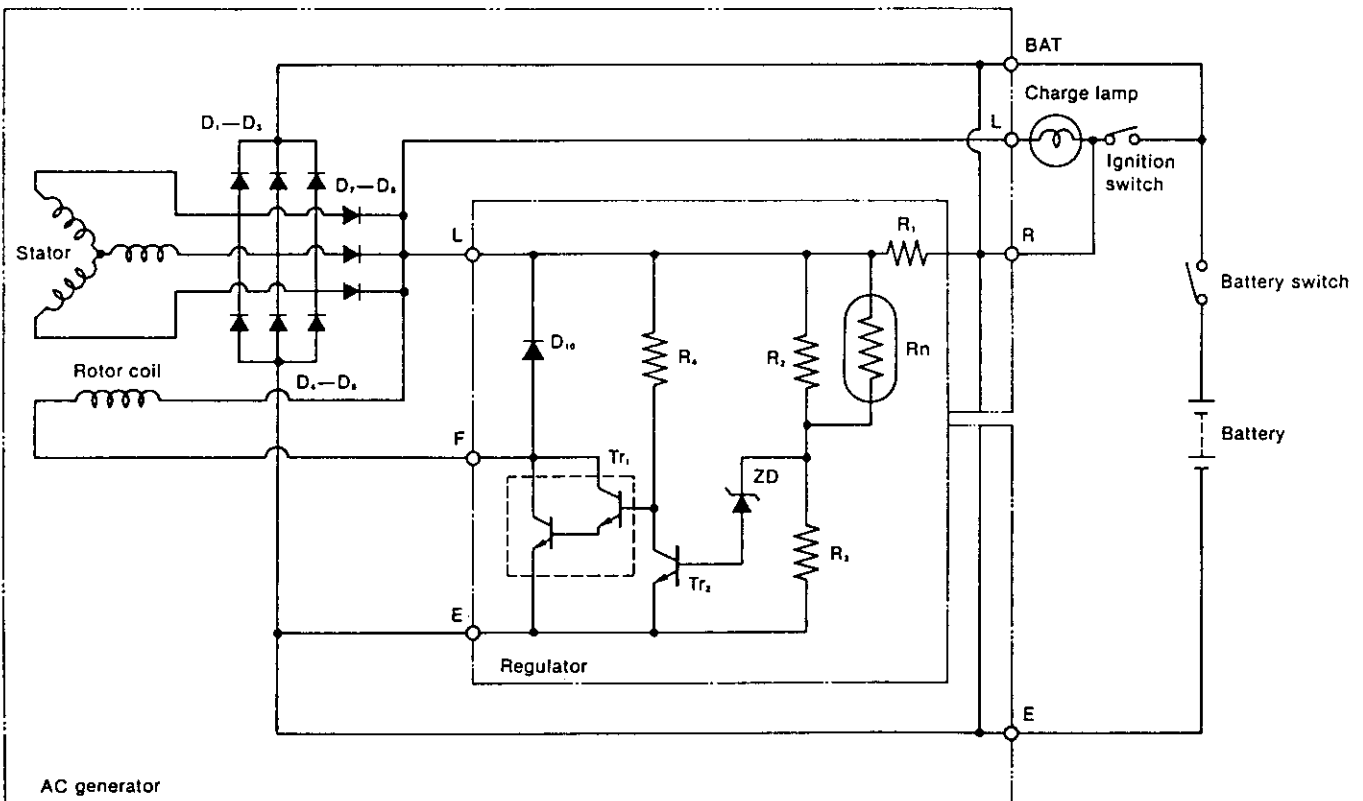 BAT
Charge lamp
L
Ignition
switch
D₁—D₃
D₇—D₉
Stator
L
R₁
R
Battery switch
D₁₀
R₄
R₂
Rn
Rotor coil
D₄—D₆
F
Tr₁
ZD
Battery
R₃
Tr₂
E
Regulator
E
AC generator